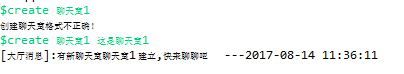 $create 聊天室1
创建聊天室格式不正确!
$create 聊天室1 这是聊天室1
[大厅消息]:有新聊天室聊天室1建立,快来聊聊吧   ---2017-08-14 11:36:11